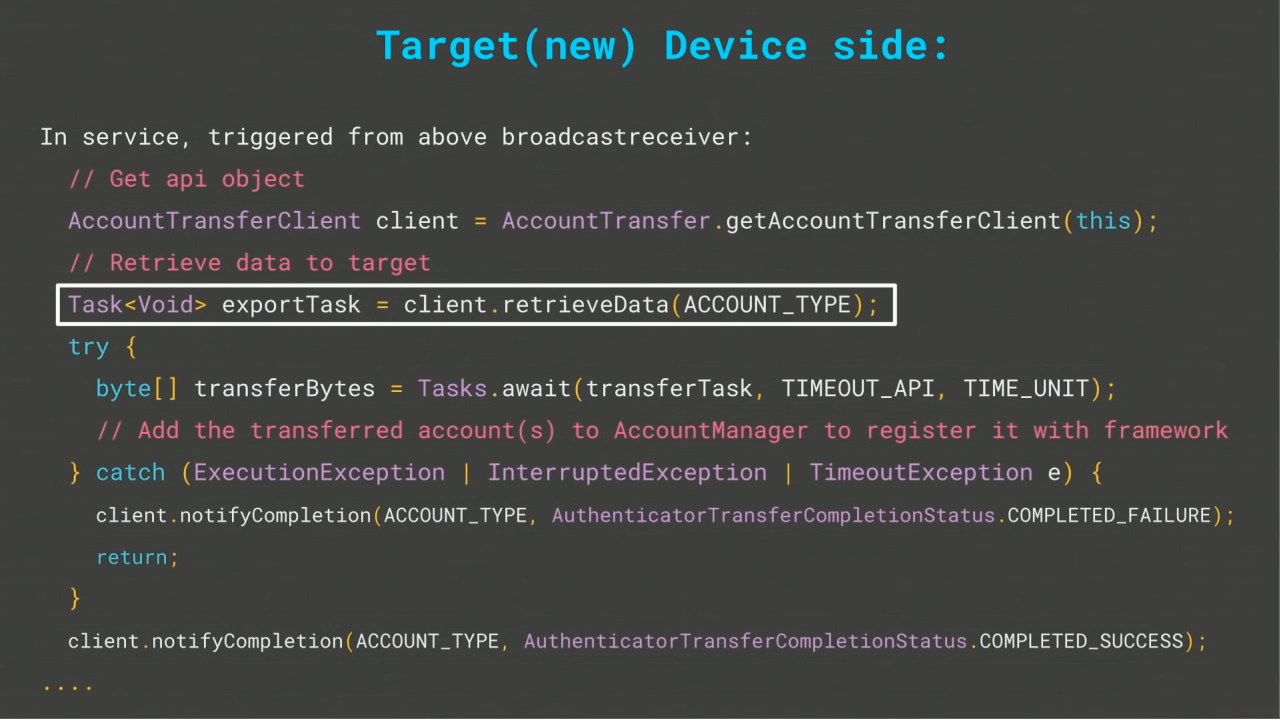 Target(new) Device side:
In service, triggered from above broadcastreceiver:
// Get api object
AccountTransferClient client = AccountTransfer.getAccountTransferClient(this);
// Retrieve data to target
Task<Void> exportTask = client.retrieveData(ACCOUNT_TYPE);
try {
byte[] transferBytes = Tasks.await(transferTask, TIMEOUT_API, TIME_UNIT);
// Add the transferred account(s) to AccountManager to register it with framework
} catch (ExecutionException | InterruptedException | TimeoutException e) {
client.notifyCompletion(ACCOUNT_TYPE, AuthenticatorTransferCompletionStatus.COMPLETED_FAILURE);
return;
}
client.notifyCompletion(ACCOUNT_TYPE, AuthenticatorTransferCompletionStatus.COMPLETED_SUCCESS);
....